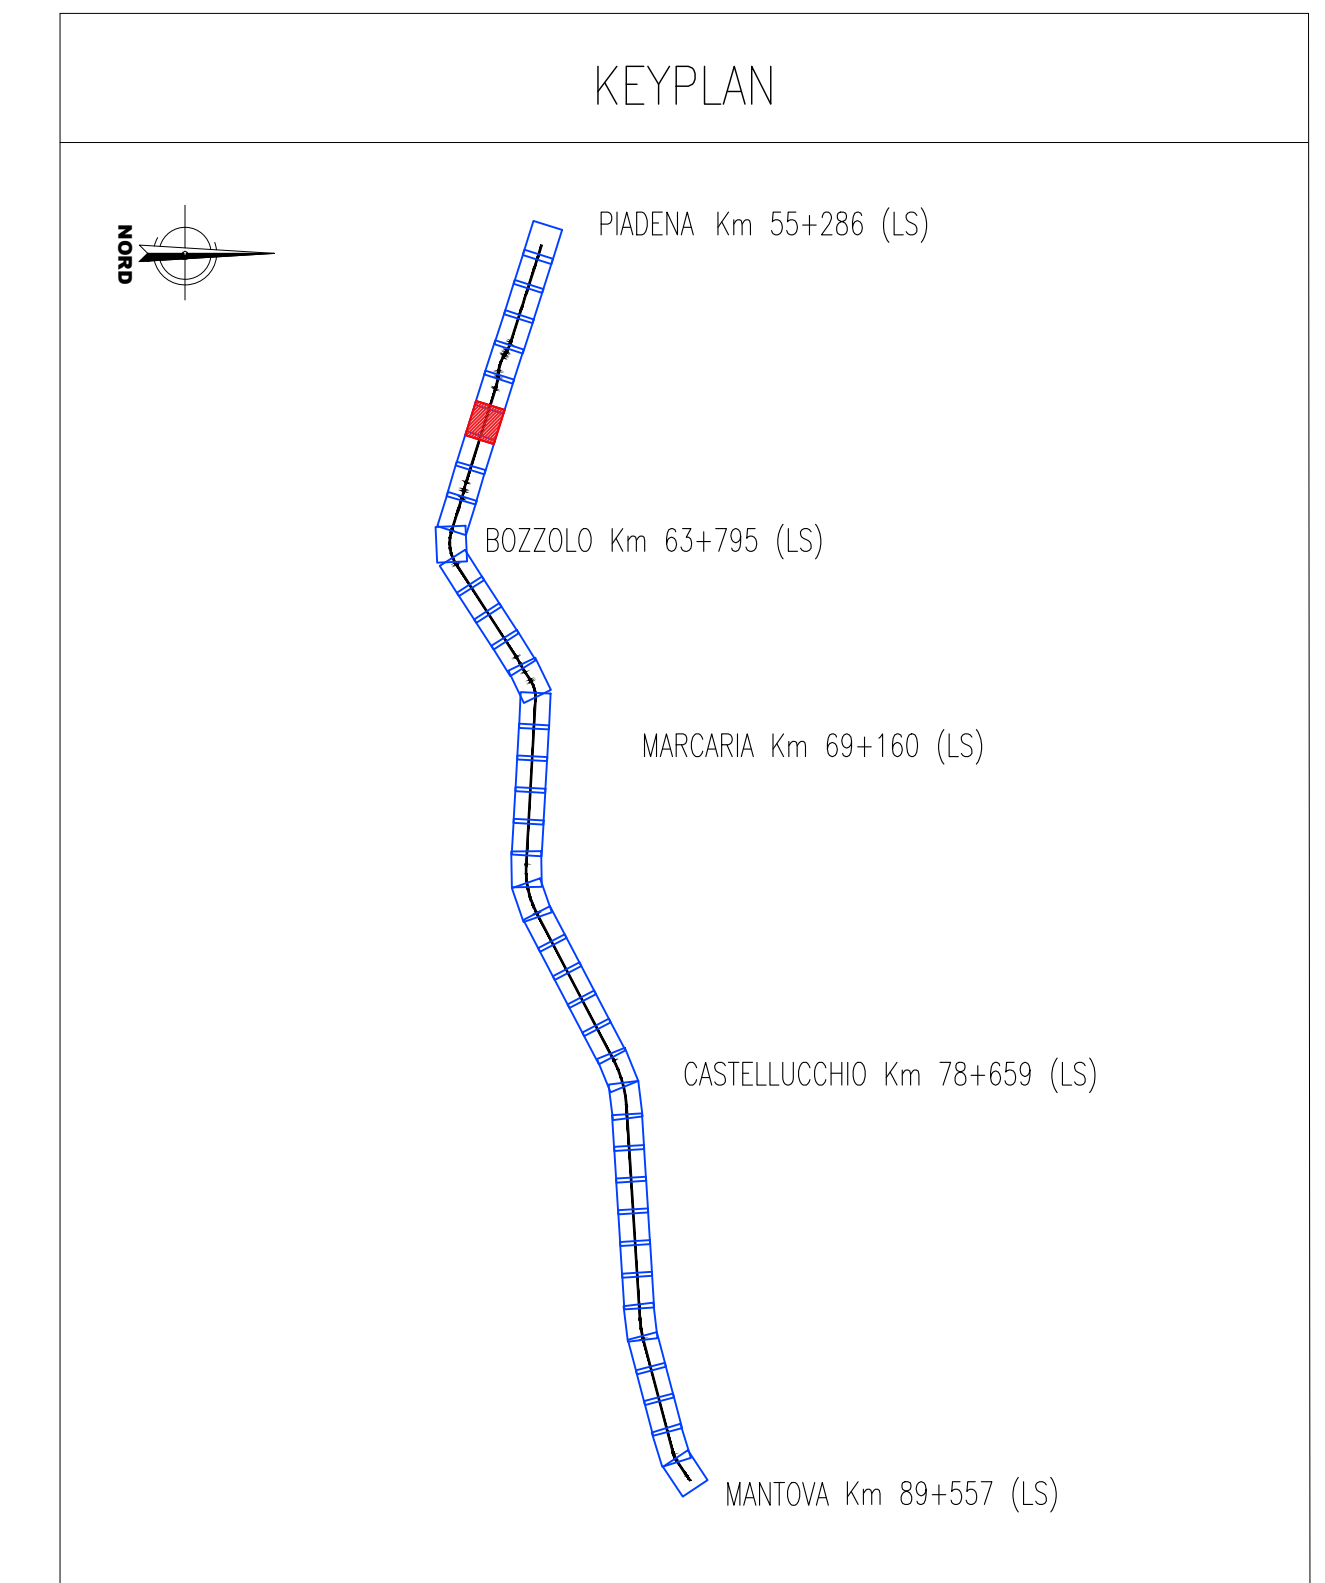 KEYPLAN
NORD
PIADENA Km 55+286 (LS)
BOZZOLO Km 63+795 (LS)
MARCARIA Km 69+160 (LS)
CASTELLUCCHIO Km 78+659 (LS)
MANTOVA Km 89+557 (LS)